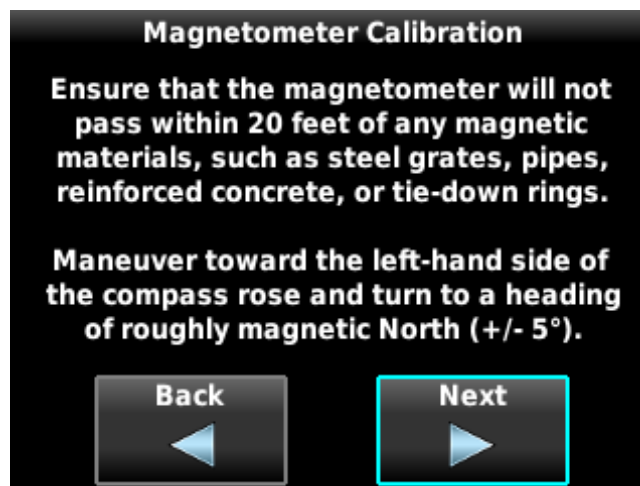 Magnetometer Calibration
Ensure that the magnetometer will not
pass within 20 feet of any magnetic
materials, such as steel grates, pipes,
reinforced concrete, or tie-down rings.
Maneuver toward the left-hand side of
the compass rose and turn to a heading
of roughly magnetic North (+/- 5°).
Back
Next